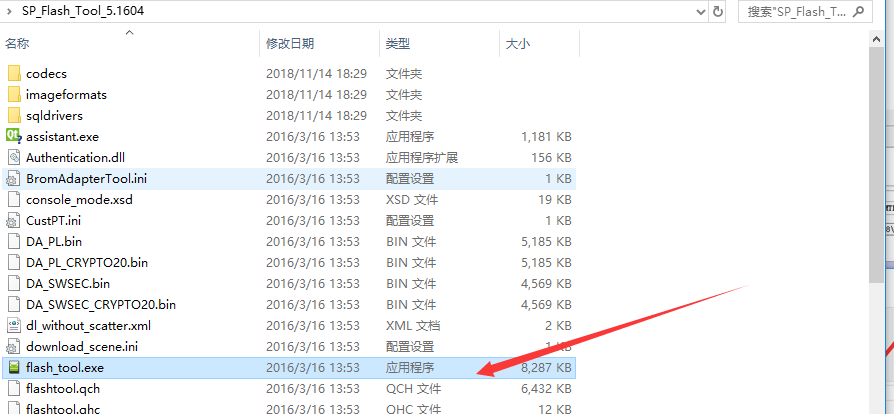 SP_Flash_Tool_5.1604 搜索"SP_Flash_T...
名称 修改日期 类型 大小
codecs 2018/11/14 18:29 文件夹
imageformats 2018/11/14 18:29 文件夹
sqldrivers 2018/11/14 18:29 文件夹
assistant.exe 2016/3/16 13:53 应用程序 1,181 KB
Authentication.dll 2016/3/16 13:53 应用程序扩展 156 KB
BromAdapterTool.ini 2016/3/16 13:53 配置设置 1 KB
console_mode.xsd 2016/3/16 13:53 XSD 文件 19 KB
CustPT.ini 2016/3/16 13:53 配置设置 1 KB
DA_PL.bin 2016/3/16 13:53 BIN 文件 5,185 KB
DA_PL_CRYPTO20.bin 2016/3/16 13:53 BIN 文件 5,185 KB
DA_SWSEC.bin 2016/3/16 13:53 BIN 文件 4,569 KB
DA_SWSEC_CRYPTO20.bin 2016/3/16 13:53 BIN 文件 4,569 KB
dl_without_scatter.xml 2016/3/16 13:53 XML 文档 2 KB
download_scene.ini 2016/3/16 13:53 配置设置 1 KB
flash_tool.exe 2016/3/16 13:53 应用程序 8,287 KB
flashtool.qch 2016/3/16 13:53 QCH 文件 6,432 KB
flashtool.qhc 2016/3/16 13:53 QHC 文件 12 KB